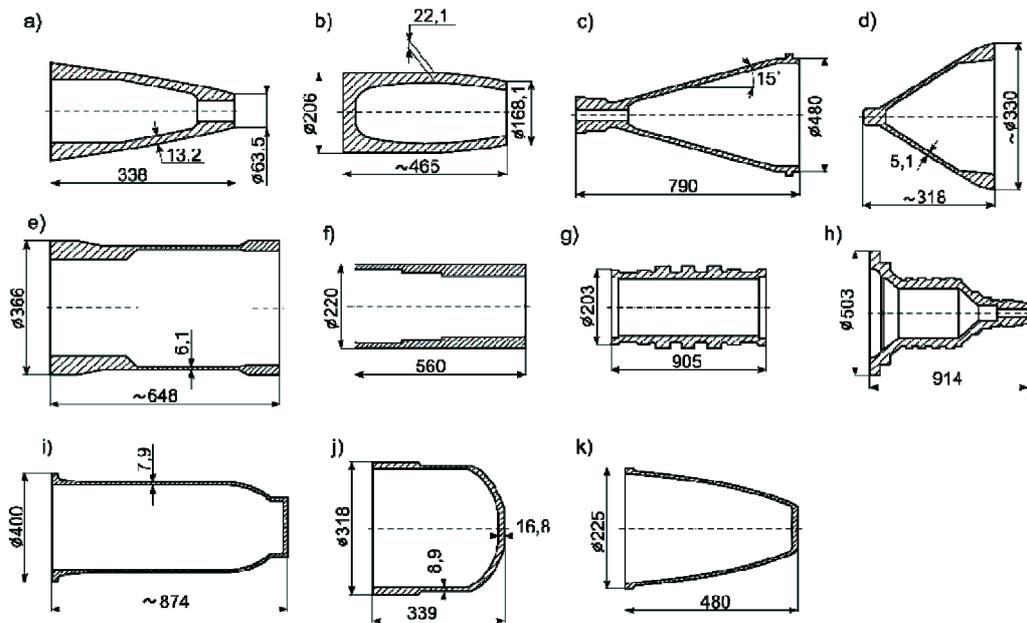 a)
338
13,2
ø63,5
b)
22,1
ø206
ø168,1
~465
c)
15'
ø480
790
d)
~ø330
5,1
~318
e)
ø366
6,1
~648
f)
ø220
560
g)
ø203
905
h)
ø503
914
i)
ø400
7,9
~874
j)
ø318
8,9
16,8
339
k)
ø225
480